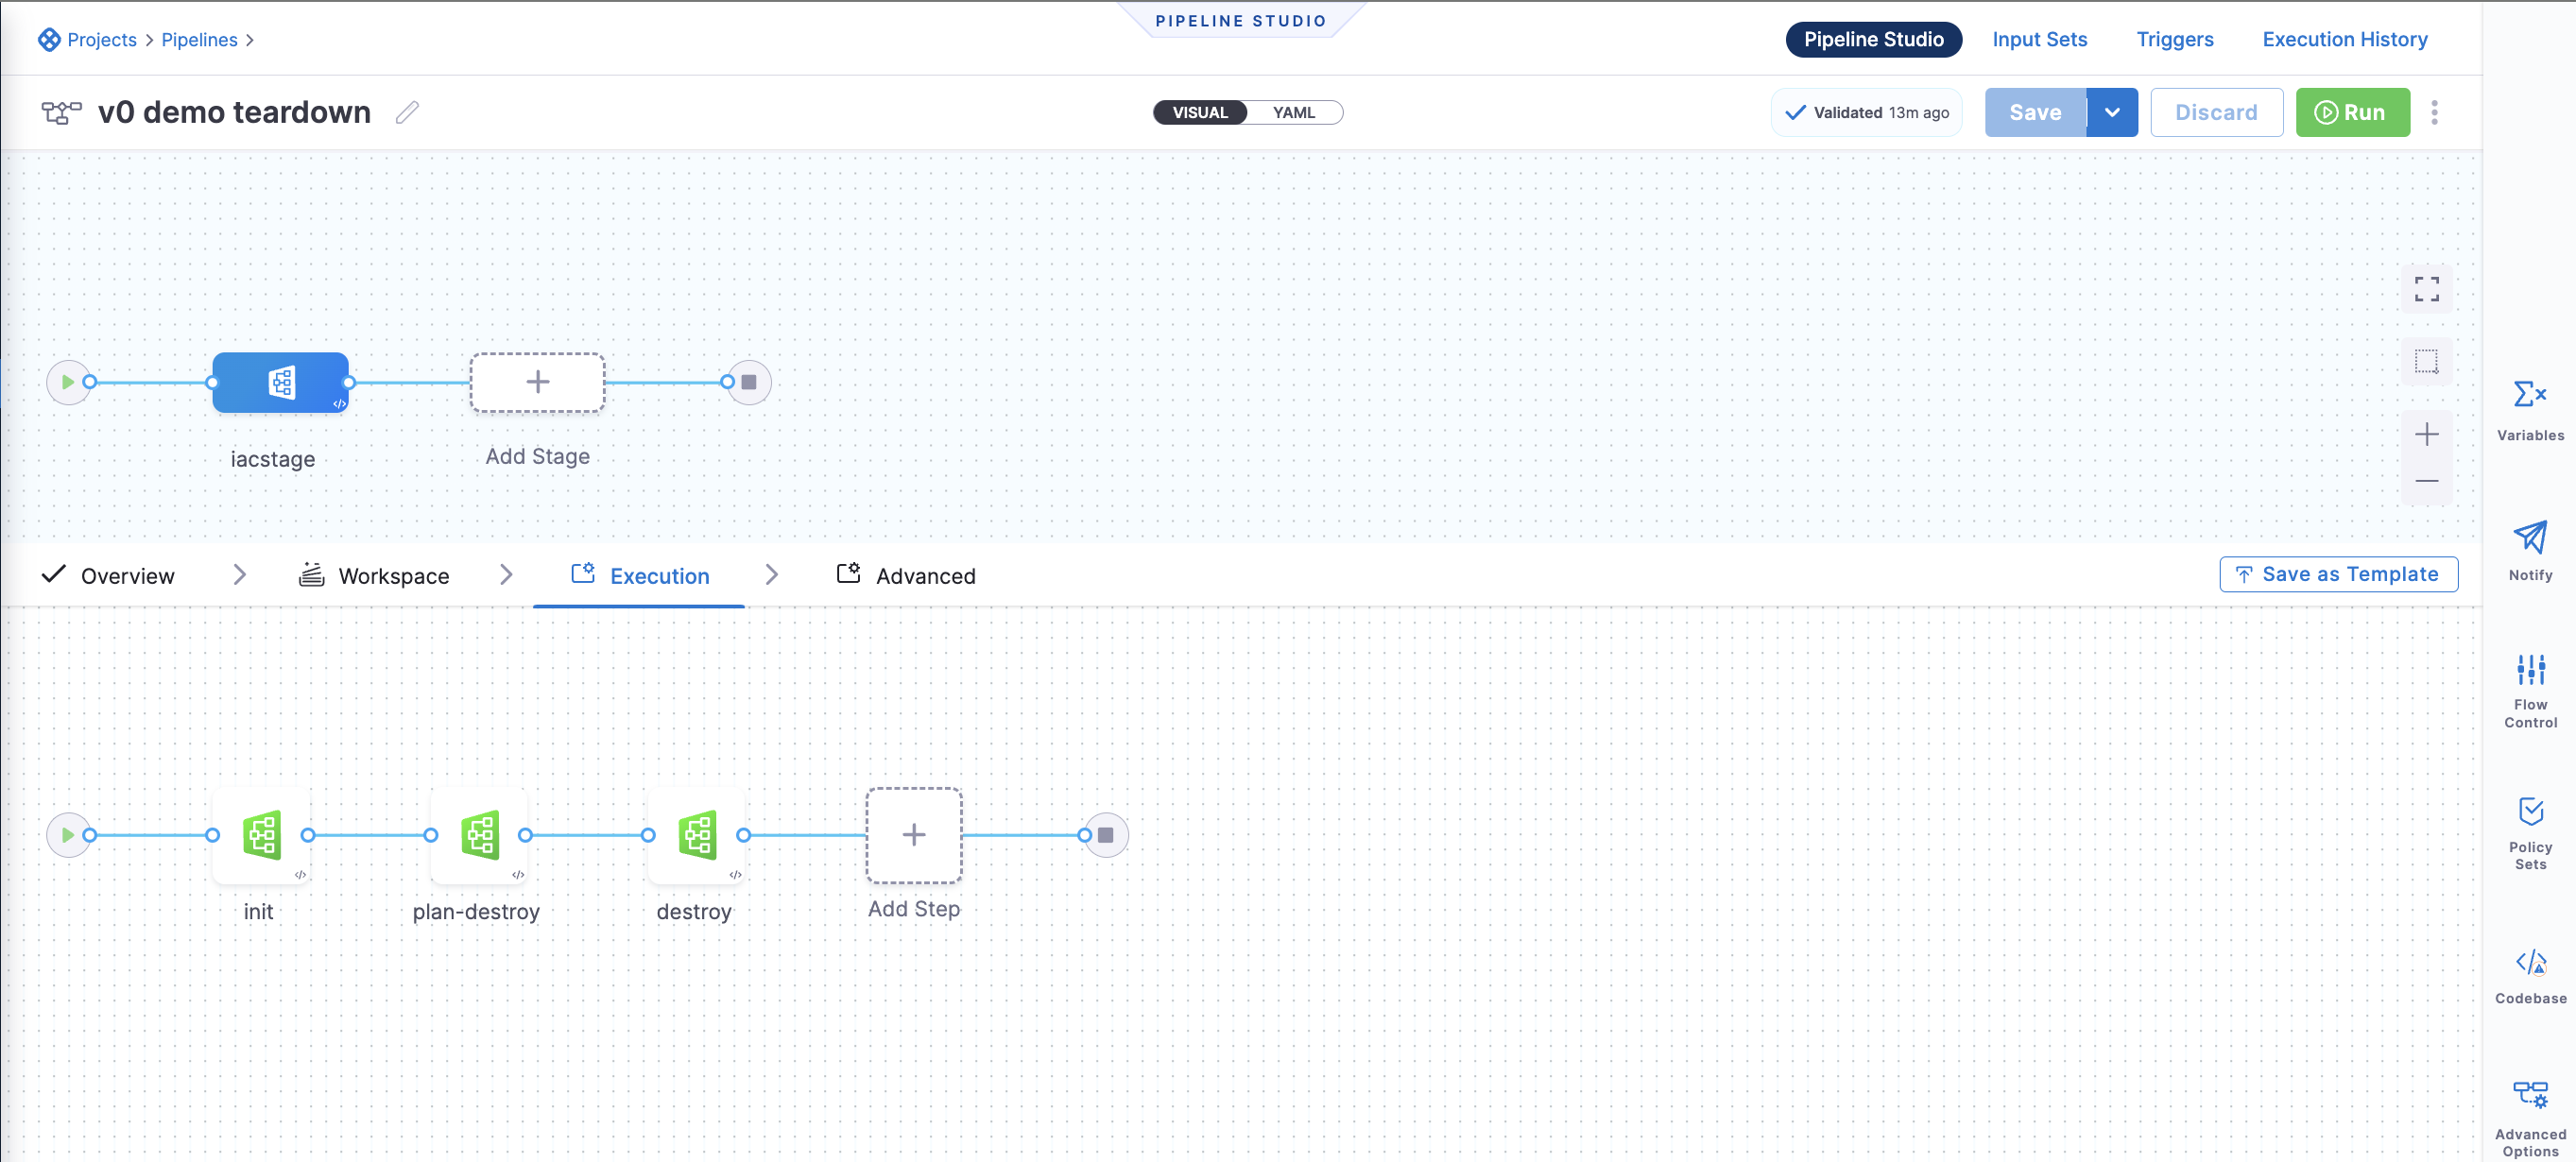 PIPELINE STUDIO
Projects > Pipelines >
Pipeline Studio
Input Sets
Triggers
Execution History
v0 demo teardown
VISUAL
YAML
Validated 13m ago
Save
Discard
Run
iacstage
Add Stage
Variables
Notify
Flow
Control
Policy
Sets
Codebase
Advanced
Options
Overview
Workspace
Execution
Advanced
Save as Template
init
plan-destroy
destroy
Add Step